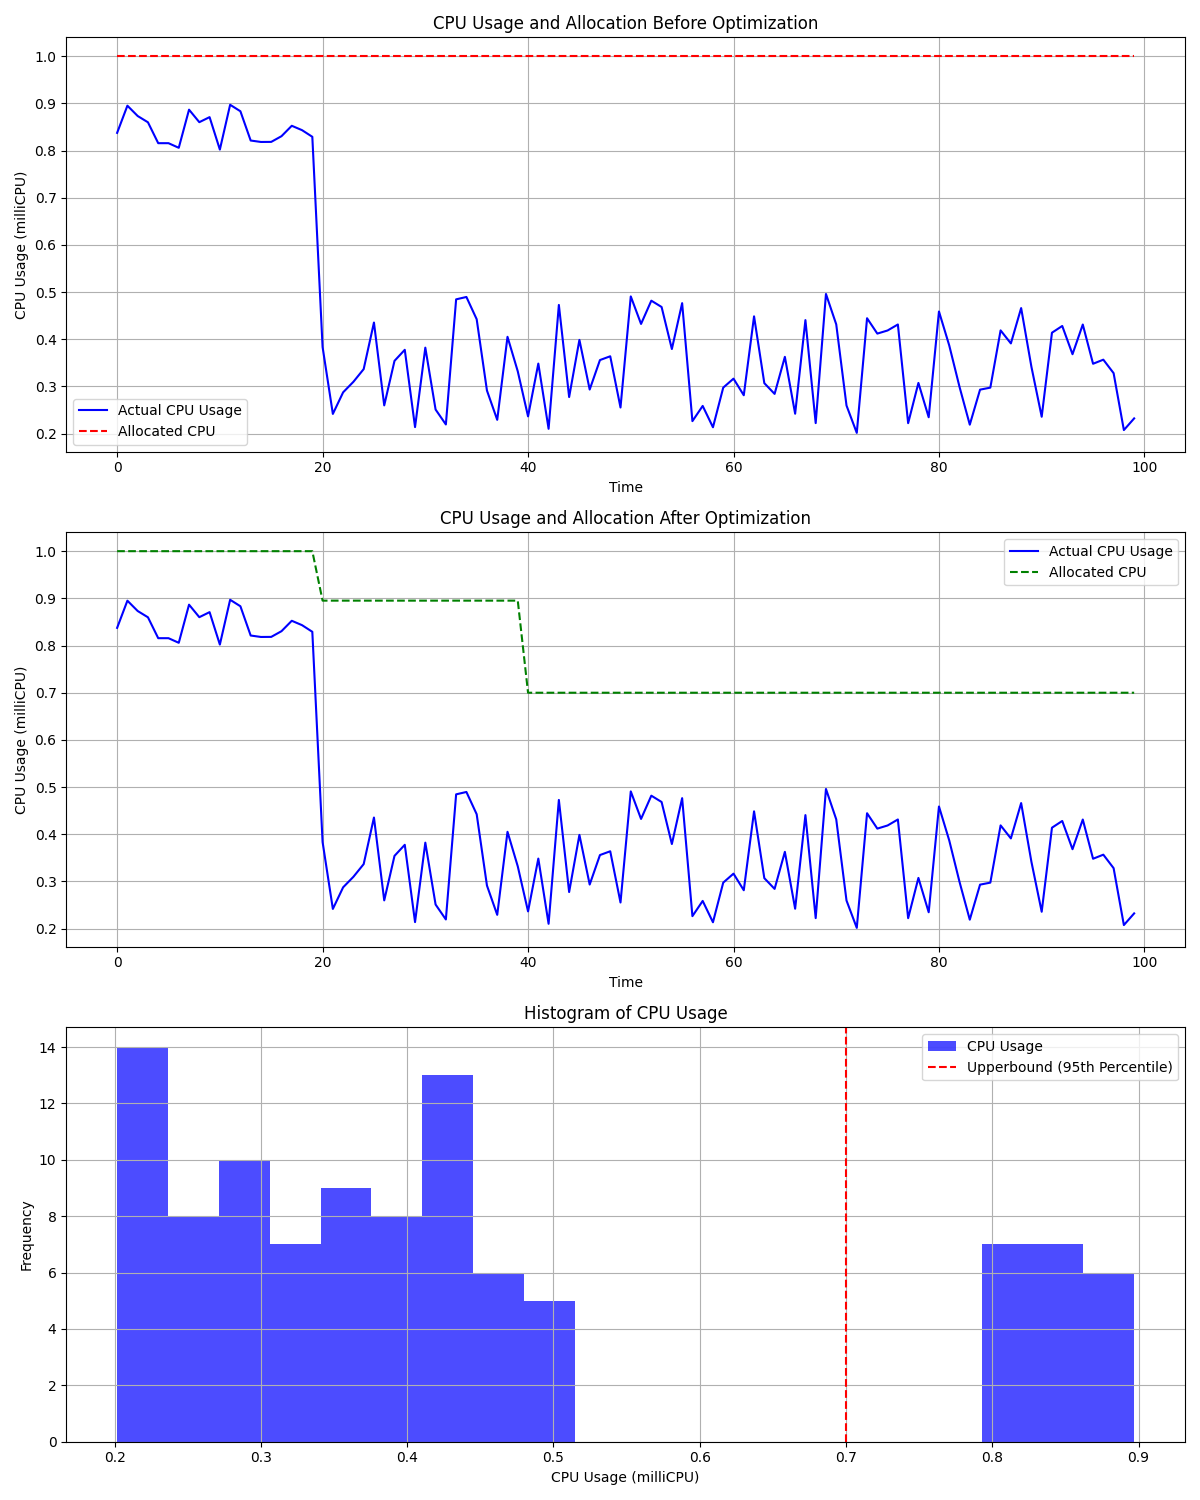 CPU Usage and Allocation Before Optimization
1.0
0.9
0.8
0.7
0.6
0.5
0.4
0.3
0.2
CPU Usage (milliCPU)
Actual CPU Usage
Allocated CPU
0 20 40 60 80 100
Time
CPU Usage and Allocation After Optimization
1.0
0.9
0.8
0.7
0.6
0.5
0.4
0.3
0.2
CPU Usage (milliCPU)
Actual CPU Usage
Allocated CPU
0 20 40 60 80 100
Time
Histogram of CPU Usage
14
12
10
8
6
4
2
0
Frequency
CPU Usage
Upperbound (95th Percentile)
0.2 0.3 0.4 0.5 0.6 0.7 0.8 0.9
CPU Usage (milliCPU)